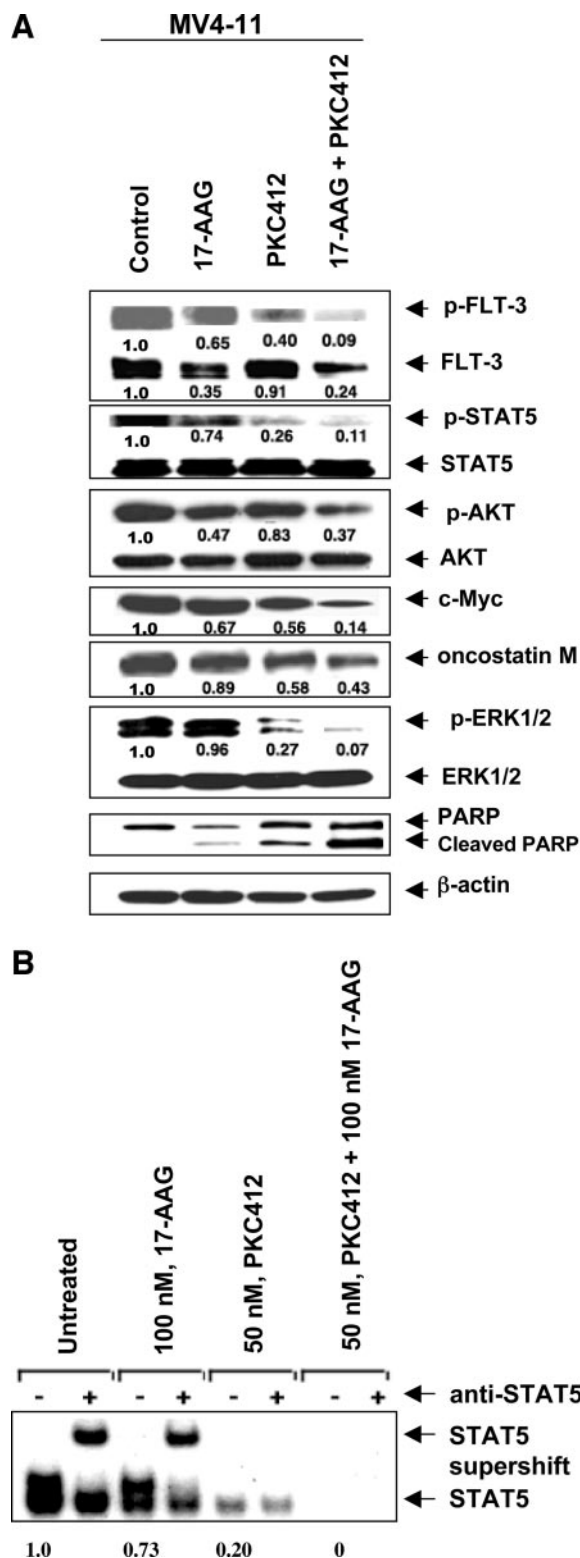 A
MV4-11
Control
17-AAG
PKC412
17-AAG + PKC412
p-FLT-3
1.0 0.65 0.40 0.09
FLT-3
1.0 0.35 0.91 0.24
p-STAT5
1.0 0.74 0.26 0.11
STAT5
p-AKT
1.0 0.47 0.83 0.37
AKT
c-Myc
1.0 0.67 0.56 0.14
oncostatin M
1.0 0.89 0.58 0.43
p-ERK1/2
1.0 0.96 0.27 0.07
ERK1/2
PARP
Cleaved PARP
β-actin
B
Untreated
100 nM, 17-AAG
50 nM, PKC412
50 nM, PKC412 + 100 nM 17-AAG
- + - + - + - + anti-STAT5
STAT5
supershift
STAT5
1.0 0.73 0.20 0